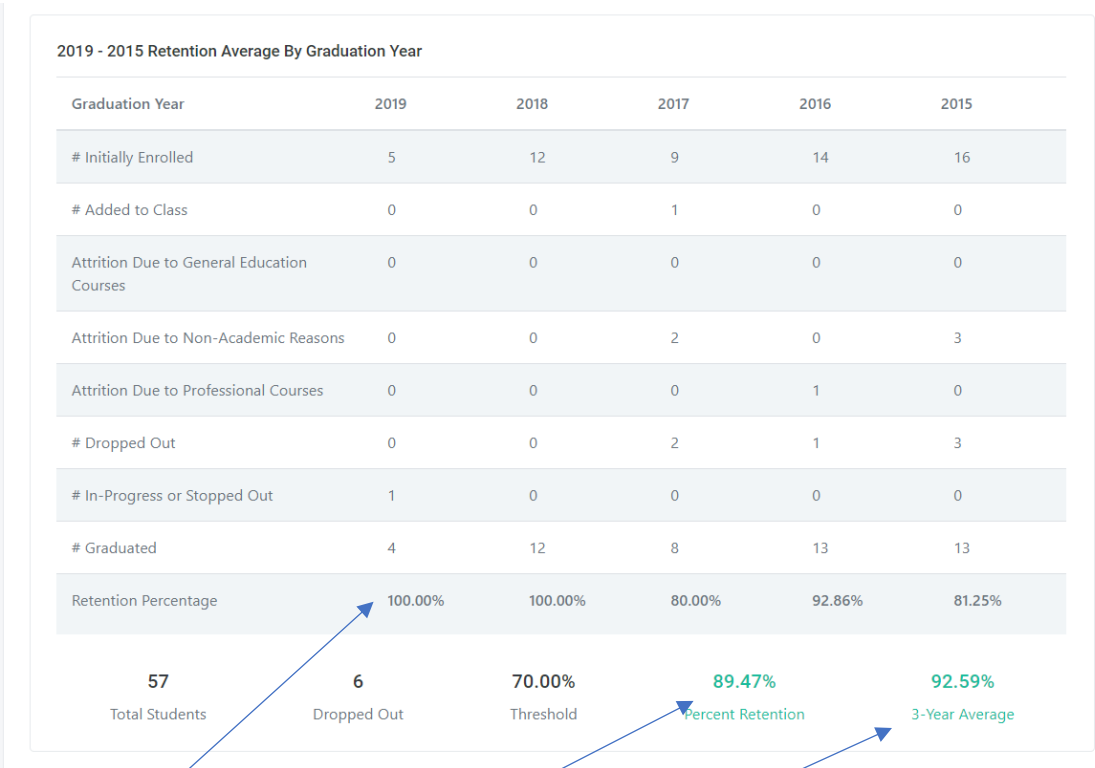 2019 - 2015 Retention Average By Graduation Year
Graduation Year 2019 2018 2017 2016 2015
# Initially Enrolled 5 12 9 14 16
# Added to Class 0 0 1 0 0
Attrition Due to General Education 0 0 0 0 0
Courses
Attrition Due to Non-Academic Reasons 0 0 2 0 3
Attrition Due to Professional Courses 0 0 0 1 0
# Dropped Out 0 0 2 1 3
# In-Progress or Stopped Out 1 0 0 0 0
# Graduated 4 12 8 13 13
Retention Percentage 100.00% 100.00% 80.00% 92.86% 81.25%
57 6 70.00% 89.47% 92.59%
Total Students Dropped Out Threshold Percent Retention 3-Year Average